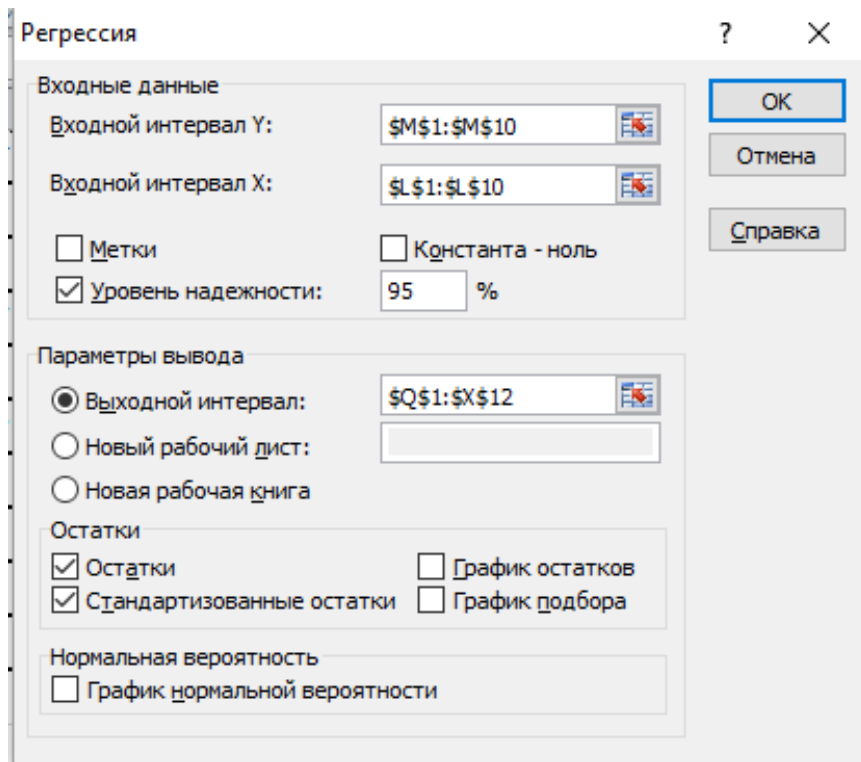 Регрессия
?
Входные данные
Входной интервал Y:
$M$1:$M$10
Входной интервал X:
$L$1:$L$10
Метки
Константа - ноль
Уровень надежности:
95
%
OK
Отмена
Справка
Параметры вывода
Выходной интервал:
$Q$1:$X$12
Новый рабочий лист:
Новая рабочая книга
Остатки
Остатки
График остатков
Стандартизованные остатки
График подбора
Нормальная вероятность
График нормальной вероятности